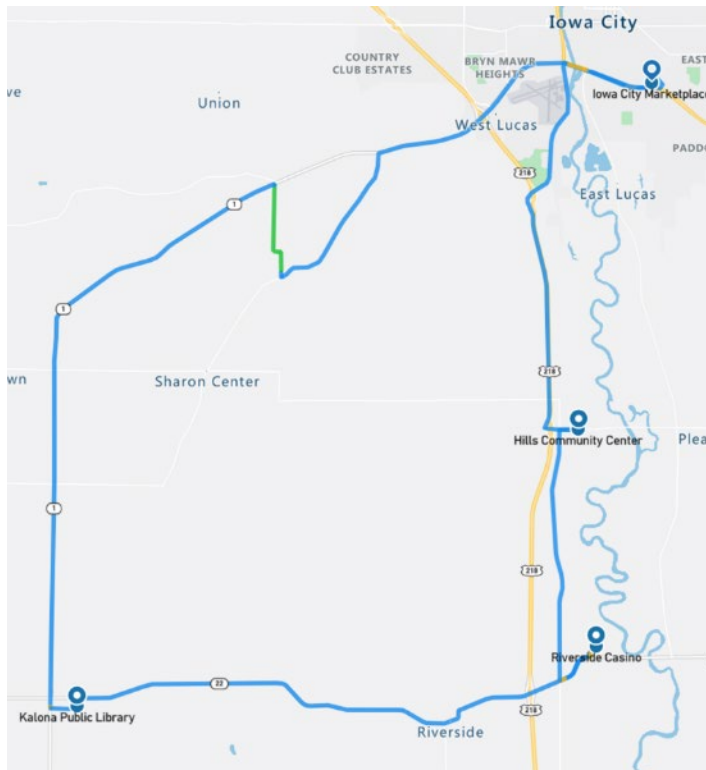 Iowa City
COUNTRY
CLUB ESTATES
BRYN MAWR
HEIGHTS
EAST
Iowa City Marketplace
ve
Union
West Lucas
PADDO
218
East Lucas
1
1
218
wn
Sharon Center
Hills Community Center
Plea
1
218
Riverside Casino
22
Kalona Public Library
218
Riverside